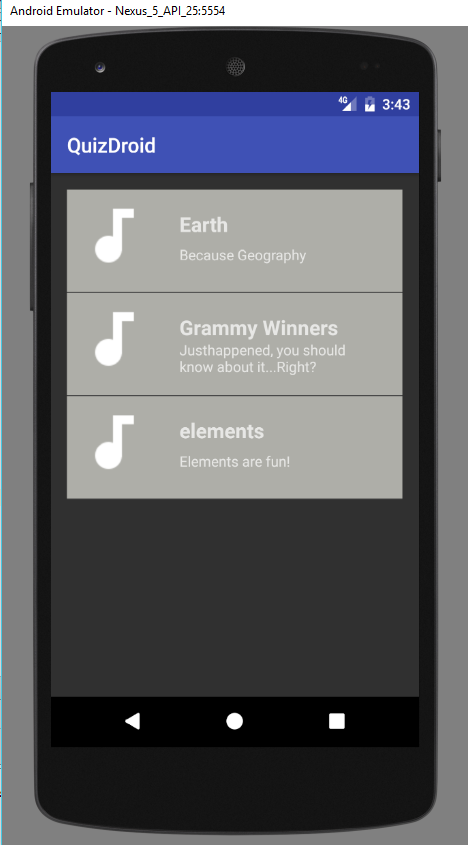 Android Emulator - Nexus_5_API_25:5554
4G 3:43
QuizDroid
Earth
Because Geography
Grammy Winners
Justhappened, you should
know about it...Right?
elements
Elements are fun!